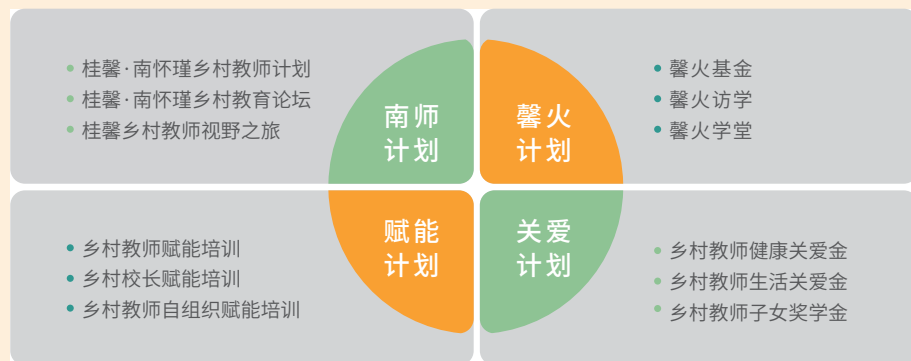 桂馨·南怀瑾乡村教师计划
桂馨·南怀瑾乡村教育论坛
桂馨乡村教师视野之旅
南师
计划
馨火
计划
馨火基金
馨火访学
馨火学堂
乡村教师赋能培训
乡村校长赋能培训
乡村教师自组织赋能培训
赋能
计划
关爱
计划
乡村教师健康关爱金
乡村教师生活关爱金
乡村教师子女奖学金